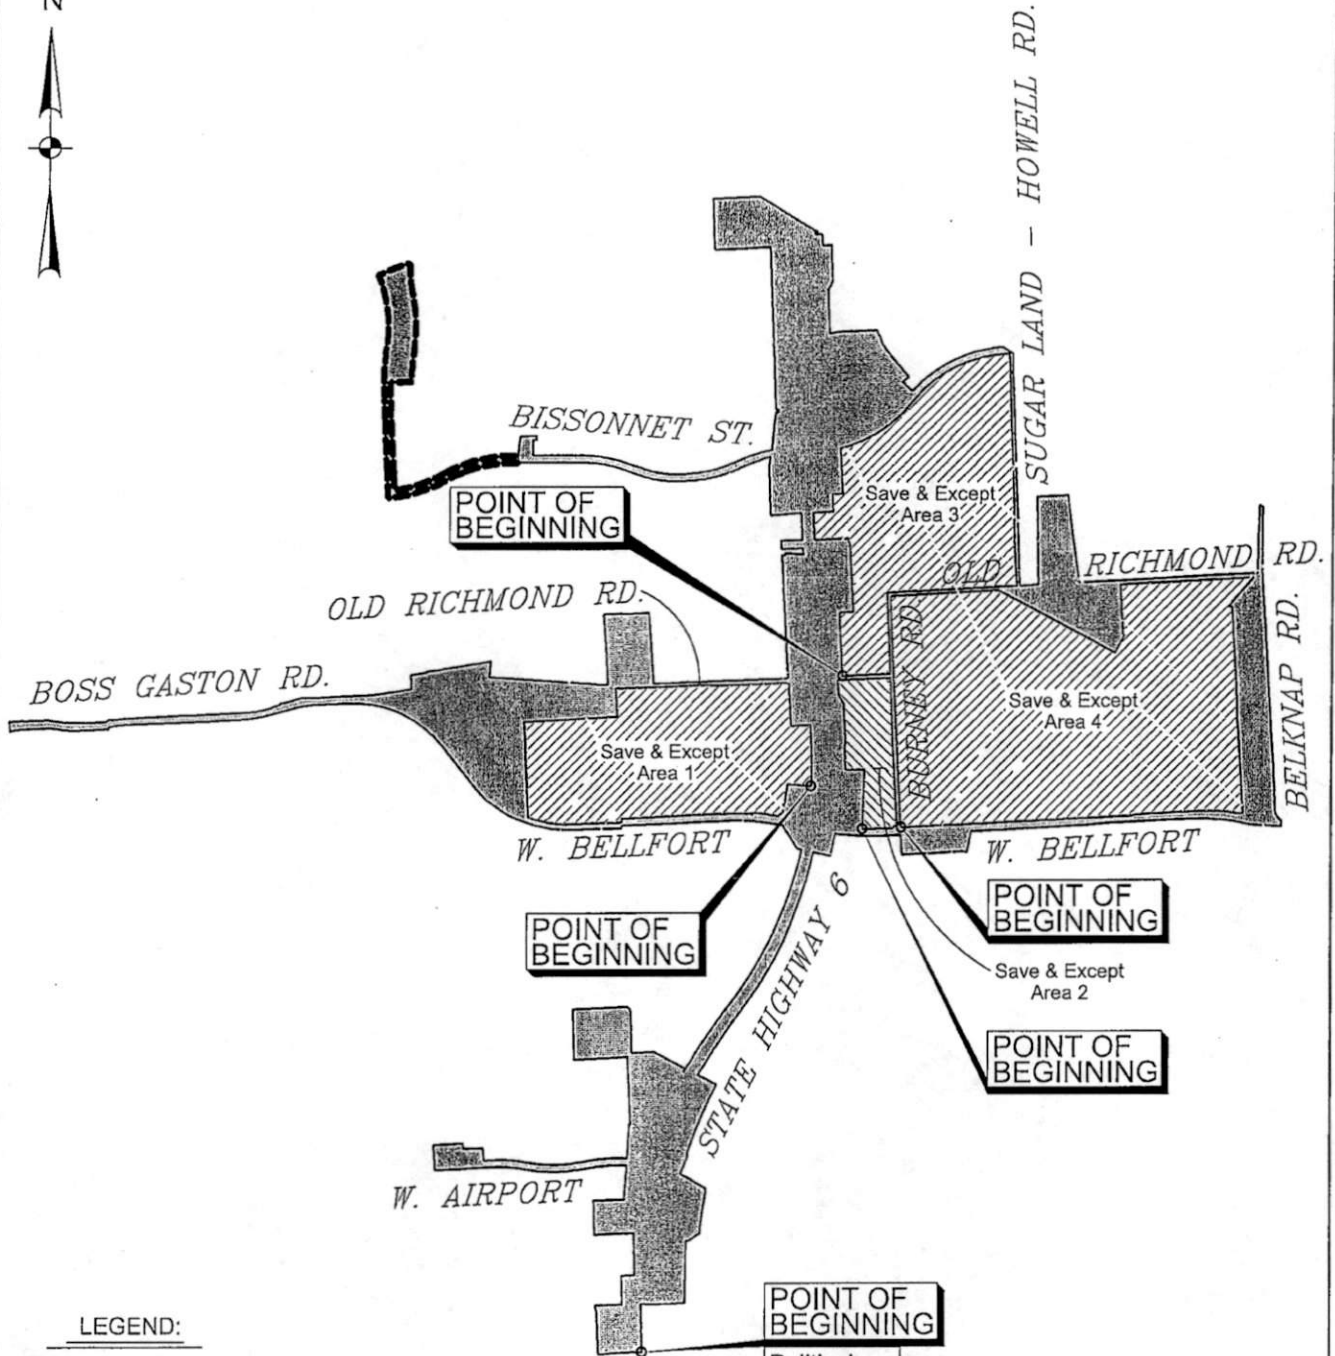 N
SUGAR LAND - HOWELL RD.
BISSONNET ST.
POINT OF
BEGINNING
Save & Except
Area 3
OLD RICHMOND RD.
OLD RICHMOND RD.
BURNEY RD.
BELKNAP RD.
BOSS GASTON RD.
Save & Except
Area 4
Save & Except
Area 1
W. BELLFORT
W. BELLFORT
POINT OF
BEGINNING
POINT OF
BEGINNING
Save & Except
Area 2
STATE HIGHWAY 6
POINT OF
BEGINNING
W. AIRPORT
POINT OF
BEGINNING
LEGEND: